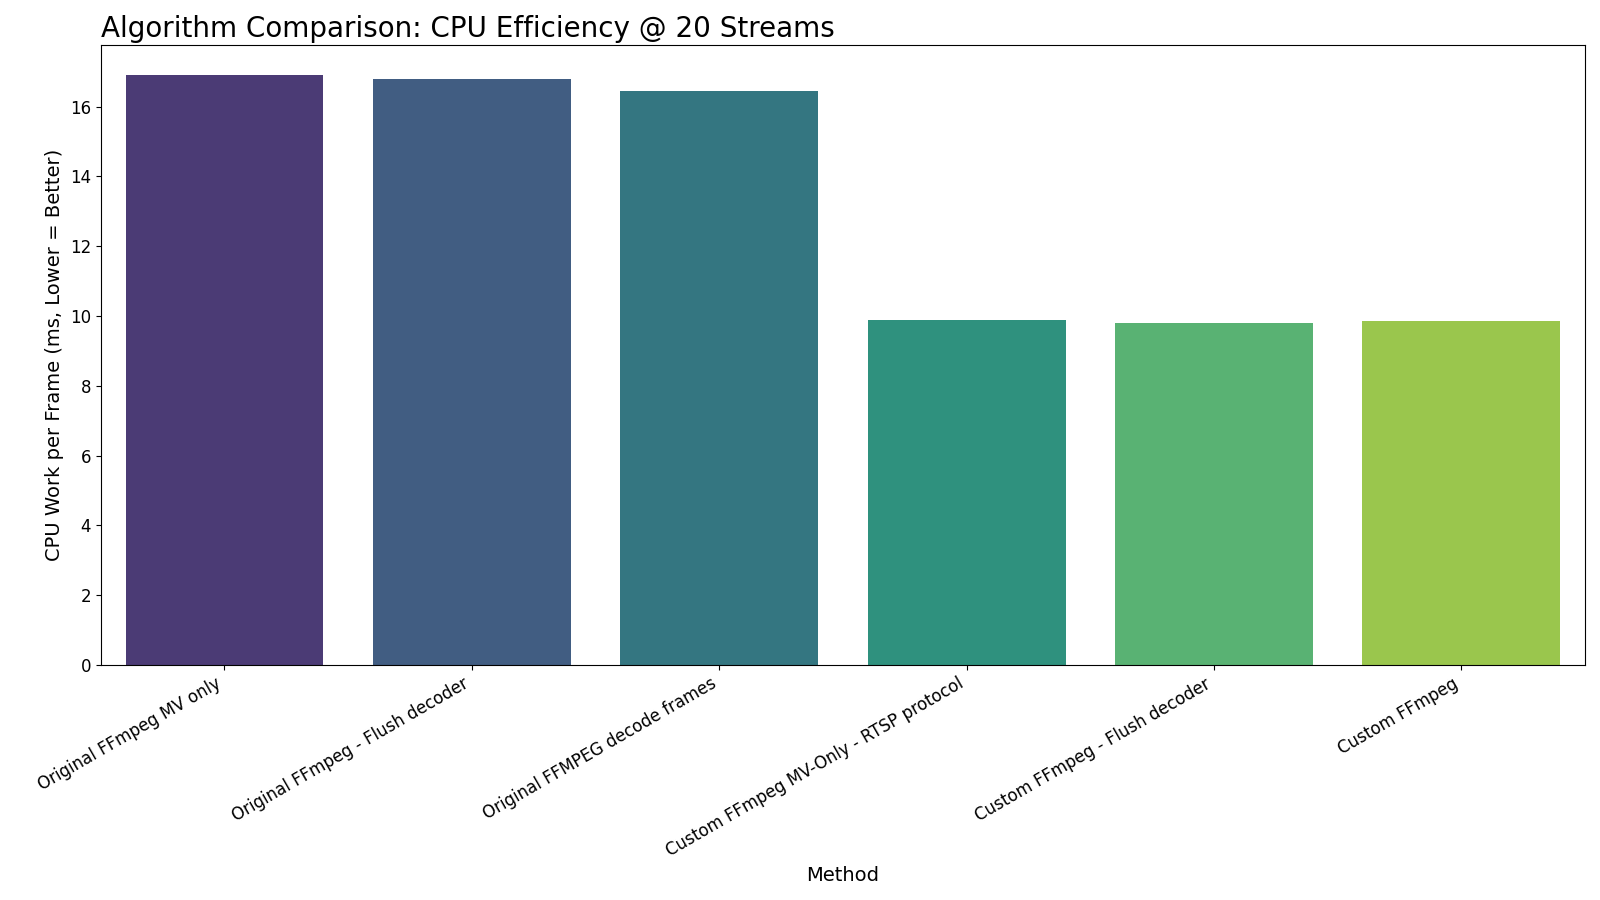 Algorithm Comparison: CPU Efficiency @ 20 Streams
CPU Work per Frame (ms, Lower = Better)
16
14
12
10
8
6
4
2
0
Original FFmpeg MV only
Original FFmpeg - Flush decoder
Original FFMPEG decode frames
Custom FFmpeg MV-Only - RTSP protocol
Custom FFmpeg - Flush decoder
Custom FFmpeg
Method